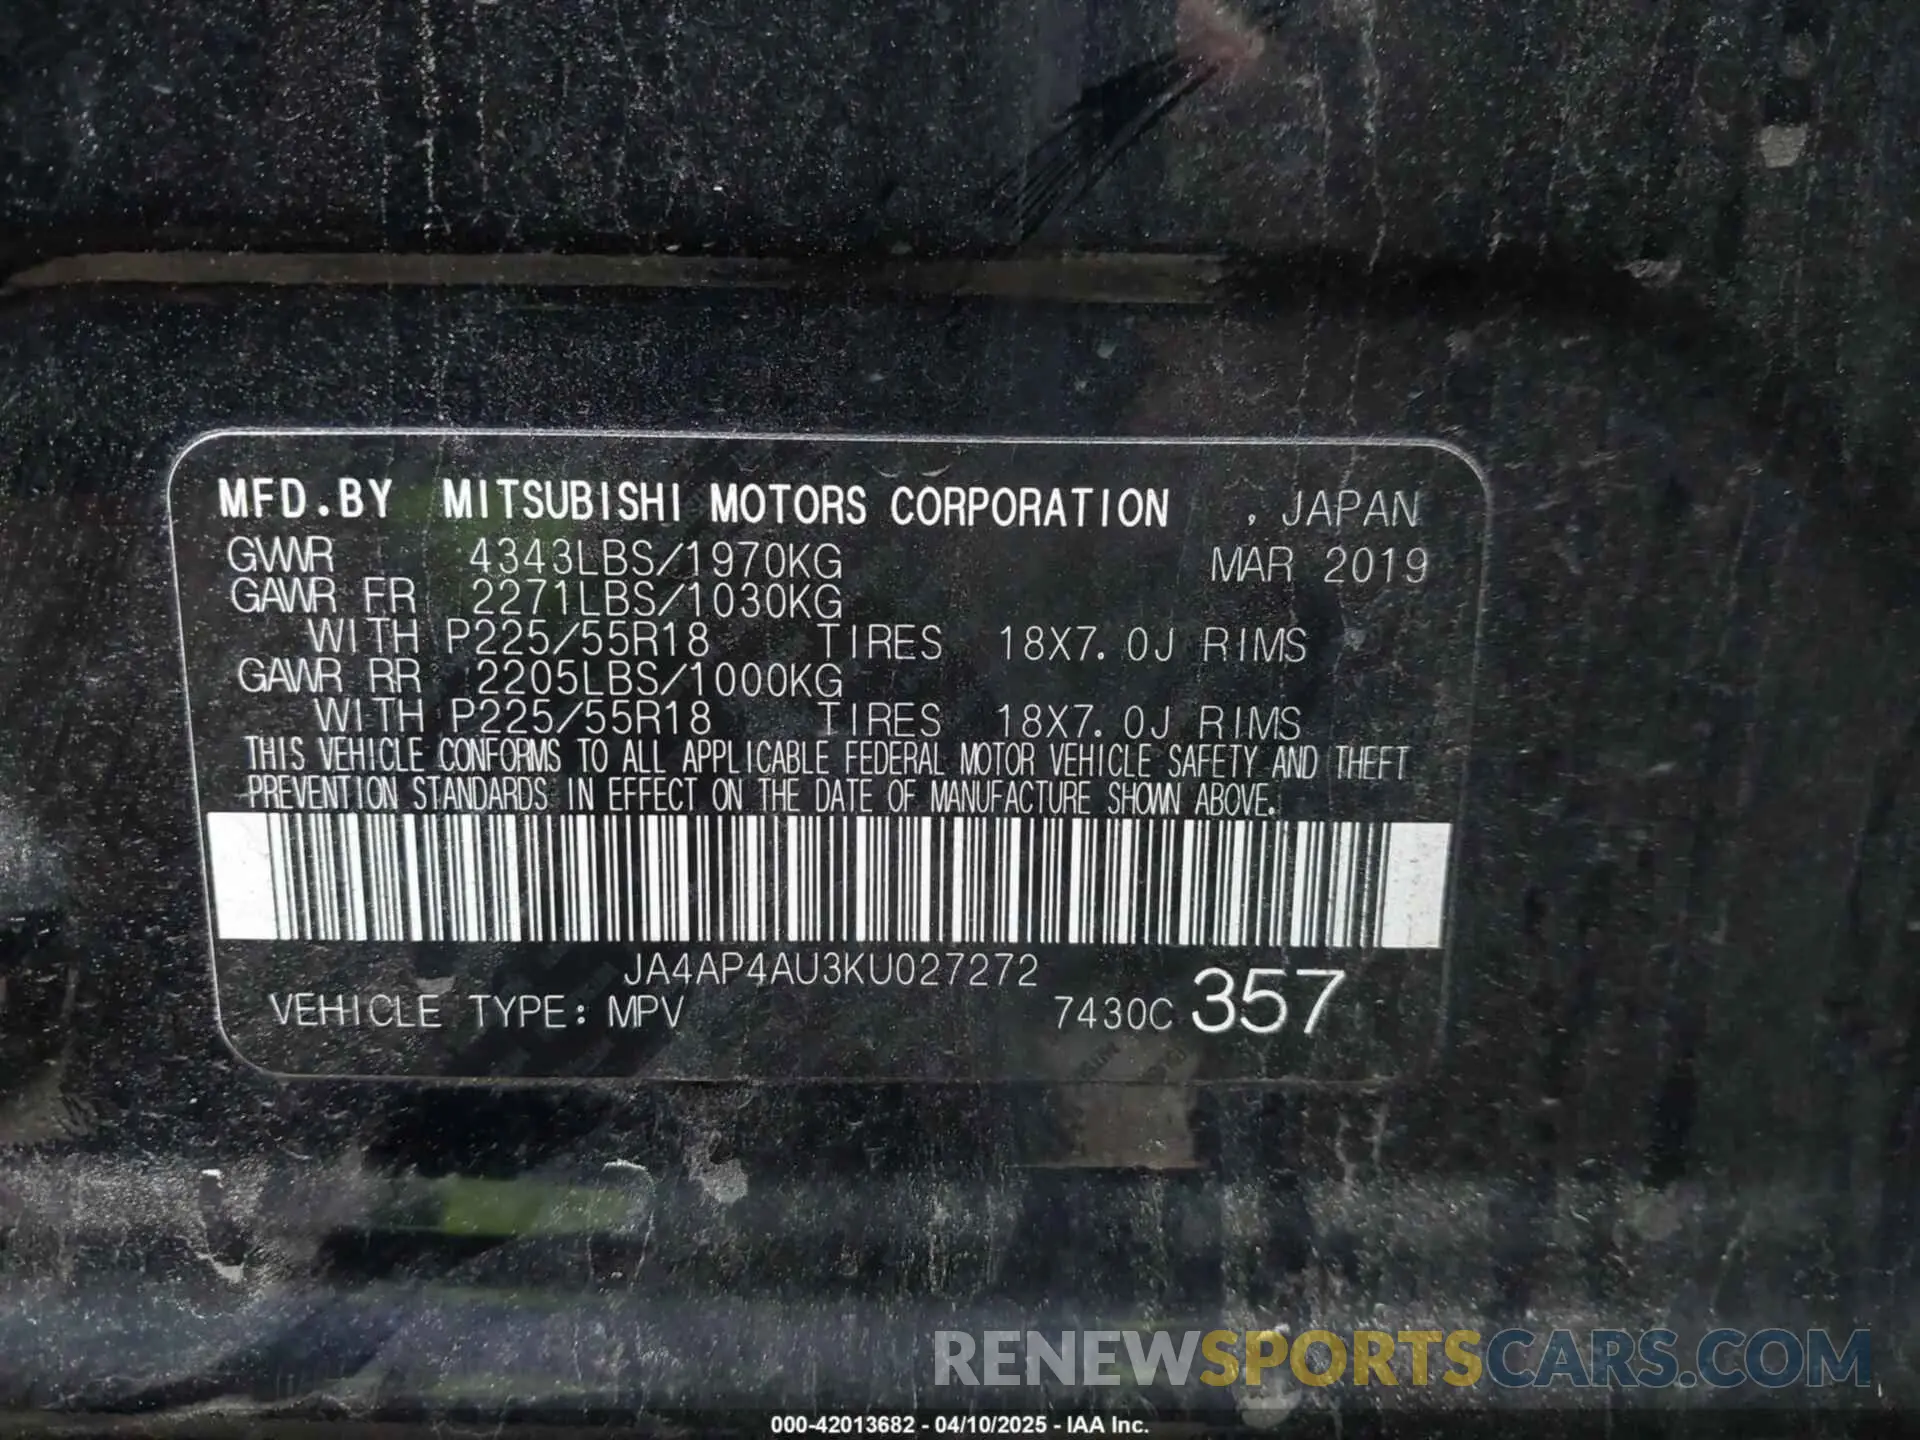 MFD.BY MITSUBISHI MOTORS CORPORATION , JAPAN
GVWR 4343LBS/1970KG MAR 2019
GAWR FR 2271LBS/1030KG
WITH P225/55R18 TIRES 18X7.0J RIMS
GAWR RR 2205LBS/1000KG
WITH P225/55R18 TIRES 18X7.0J RIMS
THIS VEHICLE CONFORMS TO ALL APPLICABLE FEDERAL MOTOR VEHICLE SAFETY AND THEFT
PREVENTION STANDARDS IN EFFECT ON THE DATE OF MANUFACTURE SHOWN ABOVE.
JA4AP4AU3KU027272
VEHICLE TYPE: MPV 7430C 357
RENEWSPORTSCARS.COM
000-42013682 - 04/10/2025 - IAA Inc.